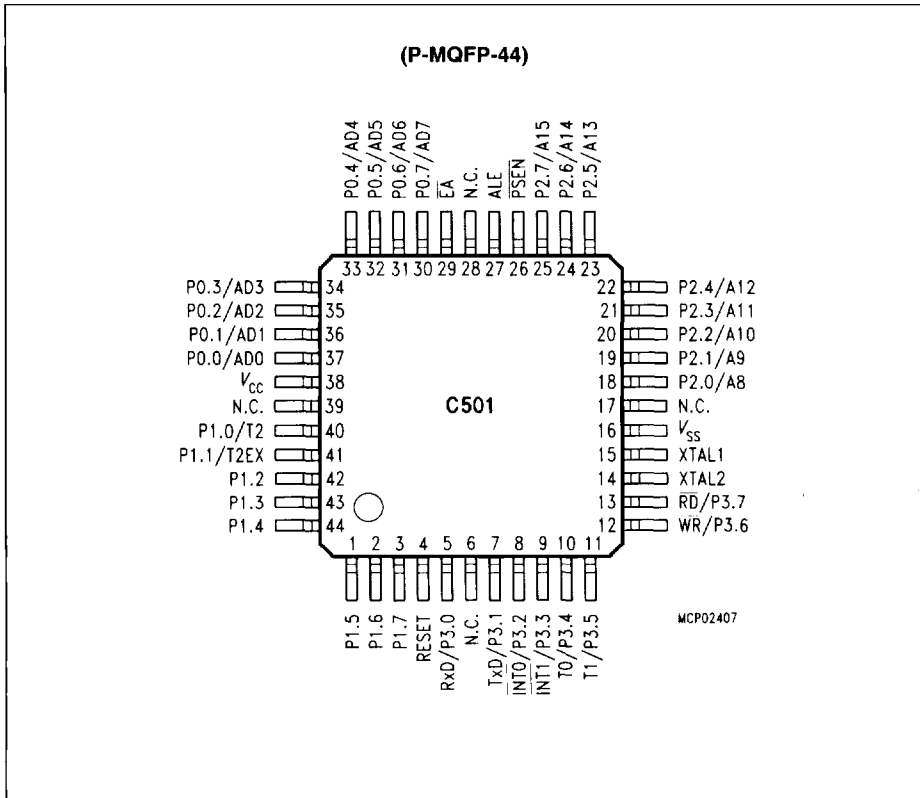 (P-MQFP-44)
P0.4/AD4
P0.5/AD5
P0.6/AD6
P0.7/AD7
E̅A̅
N.C.
ALE
P̅S̅E̅N̅
P2.7/A15
P2.6/A14
P2.5/A13
33 32 31 30 29 28 27 26 25 24 23
P0.3/AD3 34
P0.2/AD2 35
P0.1/AD1 36
P0.0/AD0 37
VCC 38
N.C. 39
P1.0/T2 40
P1.1/T2EX 41
P1.2 42
P1.3 43
P1.4 44
C501
22 P2.4/A12
21 P2.3/A11
20 P2.2/A10
19 P2.1/A9
18 P2.0/A8
17 N.C.
16 VSS
15 XTAL1
14 XTAL2
13 R̅D̅/P3.7
12 W̅R̅/P3.6
1 2 3 4 5 6 7 8 9 10 11
P1.5
P1.6
P1.7
RESET
RxD/P3.0
N.C.
TxD/P3.1
I̅N̅T̅0̅/P3.2
I̅N̅T̅1̅/P3.3
T0/P3.4
T1/P3.5
MCP02407